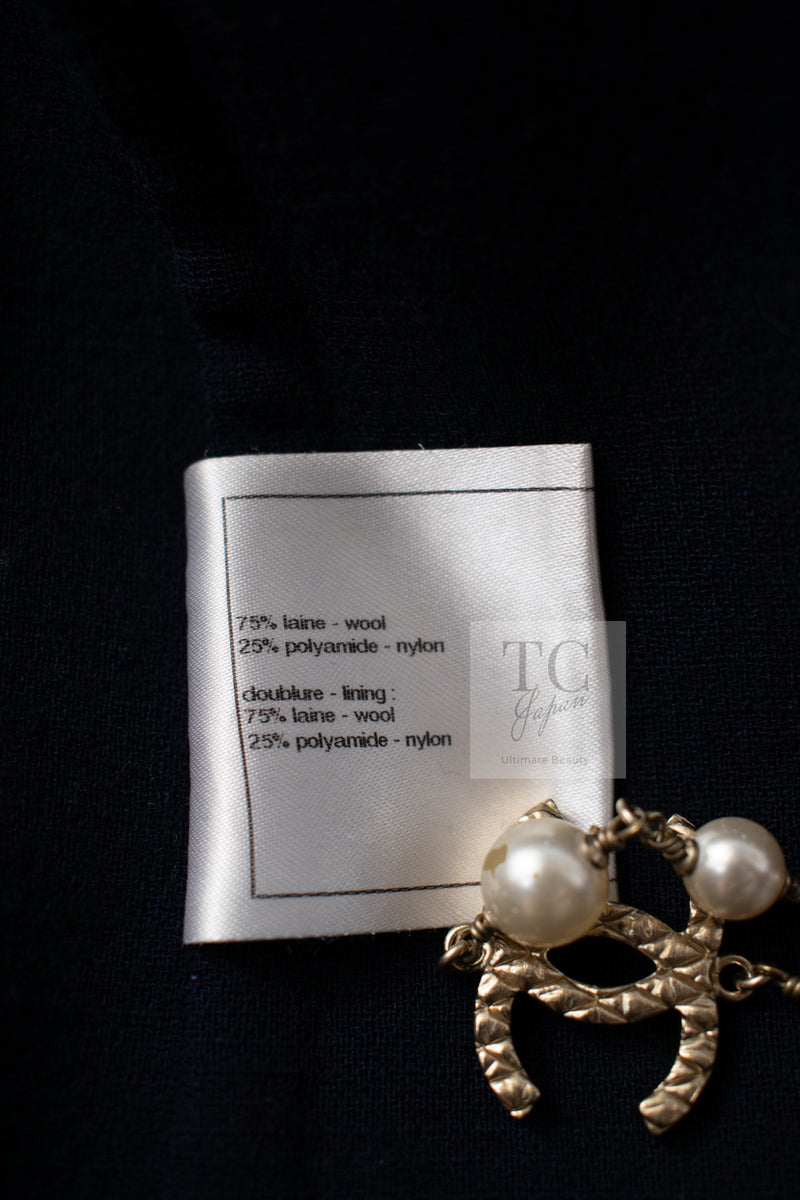 75% laine - wool
25% polyamide - nylon
doublure - lining :
75% laine - wool
25% polyamide - nylon
TC
Japan
Ultimate Beauty